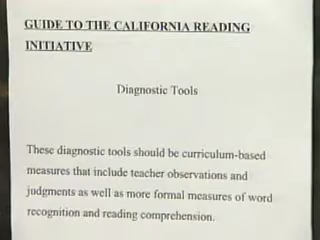 GUIDE TO THE CALIFORNIA READING
INITIATIVE
Diagnostic Tools
These diagnostic tools should be curriculum-based
measures that include teacher observations and
judgments as well as more formal measures of word
recognition and reading comprehension.